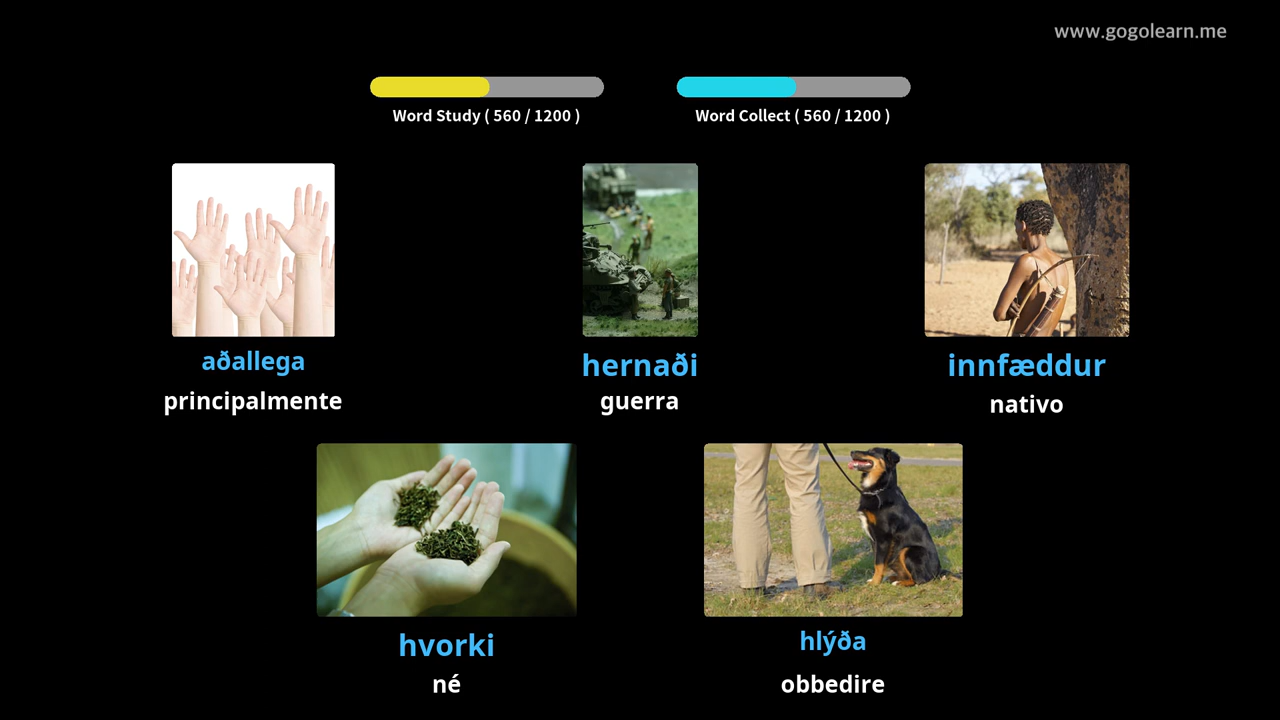 www.gogolearn.me
Word Study ( 560 / 1200 )
Word Collect ( 560 / 1200 )
aðallega
principalmente
hernaði
guerra
innfæddur
nativo
hvorki
né
hlýða
obbedire